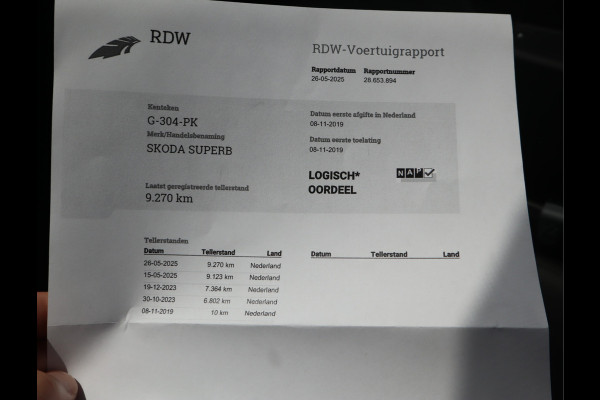 RDW
RDW-Voertuigrapport
Rapportdatum Rapportnummer
26-05-2025 28.653.894
Kenteken
G-304-PK
Merk/Handelsbenaming
SKODA SUPERB
Datum eerste afgifte in Nederland
08-11-2019
Datum eerste toelating
08-11-2019
LOGISCH*
OORDEEL
NAP
Laatst geregistreerde tellerstand
9.270 km
Tellerstanden
Datum Tellerstand Land
26-05-2025 9.270 km Nederland
15-05-2025 9.123 km Nederland
19-12-2023 7.364 km Nederland
30-10-2023 6.802 km Nederland
08-11-2019 10 km Nederland
Datum Tellerstand Land